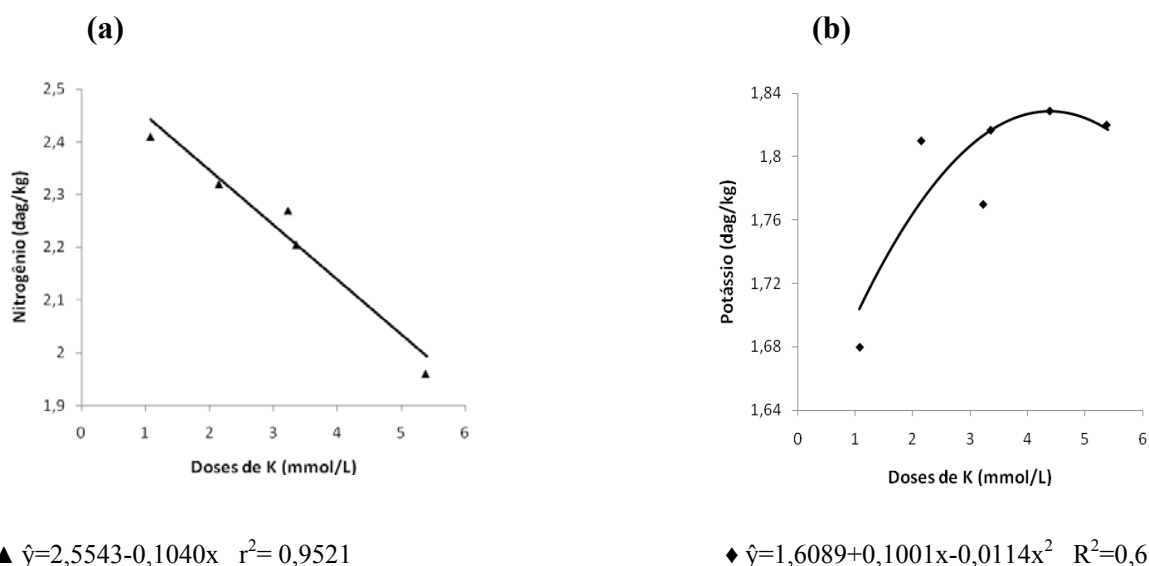 (a)
(b)
Nitrogênio (dag/kg)
2,5
2,4
2,3
2,2
2,1
2
1,9
0 1 2 3 4 5 6
Doses de K (mmol/L)
Potássio (dag/kg)
1,84
1,8
1,76
1,72
1,68
1,64
0 1 2 3 4 5 6
Doses de K (mmol/L)
▲ ŷ=2,5543-0,1040x r²= 0,9521
♦ ŷ=1,6089+0,1001x-0,0114x² R²=0,6